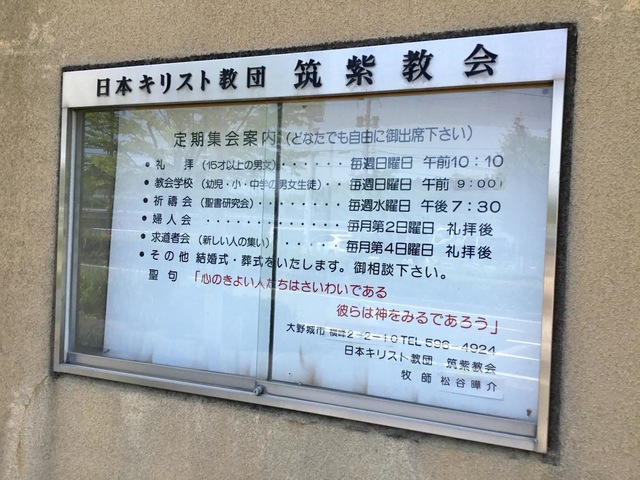 日本キリスト教団 筑紫教会
定期集会案内（どなたでも自由に御出席下さい）
● 礼 拝（15才以上の男女）・・・・・・毎週日曜日 午前10：10
● 教会学校（幼児・小・中学の男女生徒）・・毎週日曜日 午前 9：00）
● 祈祷会（聖書研究会）・・・・・・・・毎週水曜日 午後7：30
● 婦人会 ・・・・・・・・・・・・・・毎月第2日曜日 礼拝後
● 求道者会（新しい人の集い）・・・・・毎月第4日曜日 礼拝後
● その他 結婚式・葬式をいたします。御相談下さい。
聖 句 「心のきよい人たちはさいわいである
彼らは神をみるであろう」
大野城市 2-2-10 TEL 596-4924
日本キリスト教団 筑紫教会
牧 師 松谷曄介